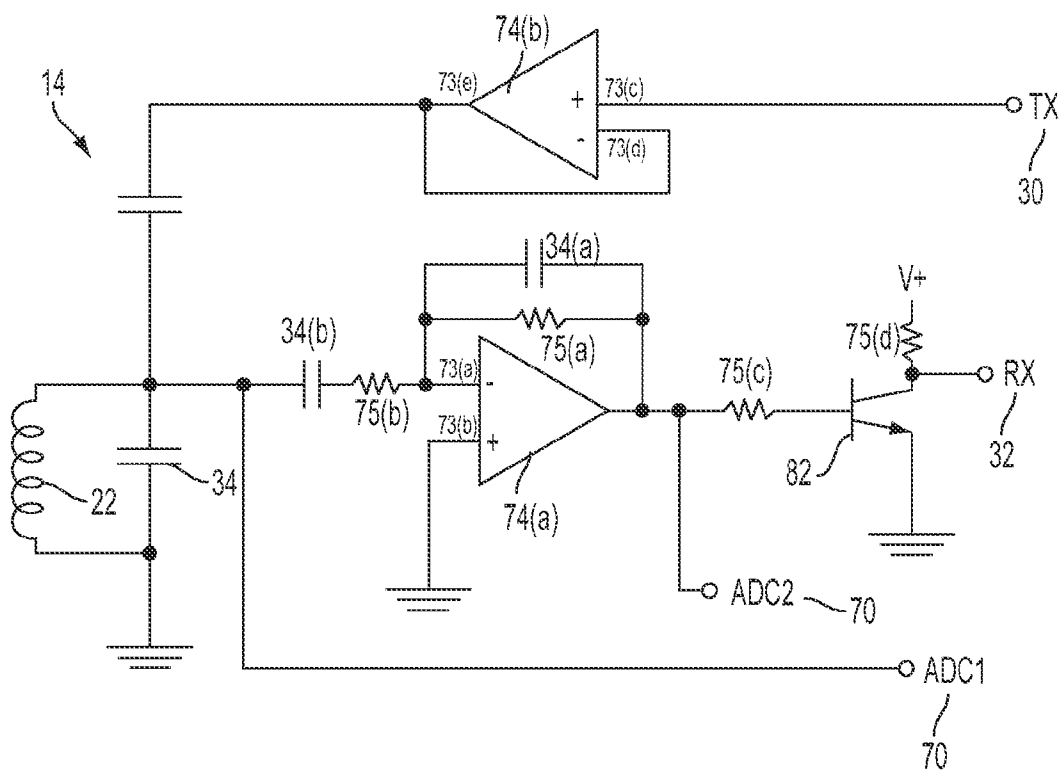 74(b)
14
73(e)
+
73(c)
TX
-
73(d)
30
34(a)
V+
34(b)
75(a)
75(d)
75(c)
RX
73(a)
-
75(b)
73(b)
+
82
32
22
34
74(a)
ADC2
70
ADC1
70